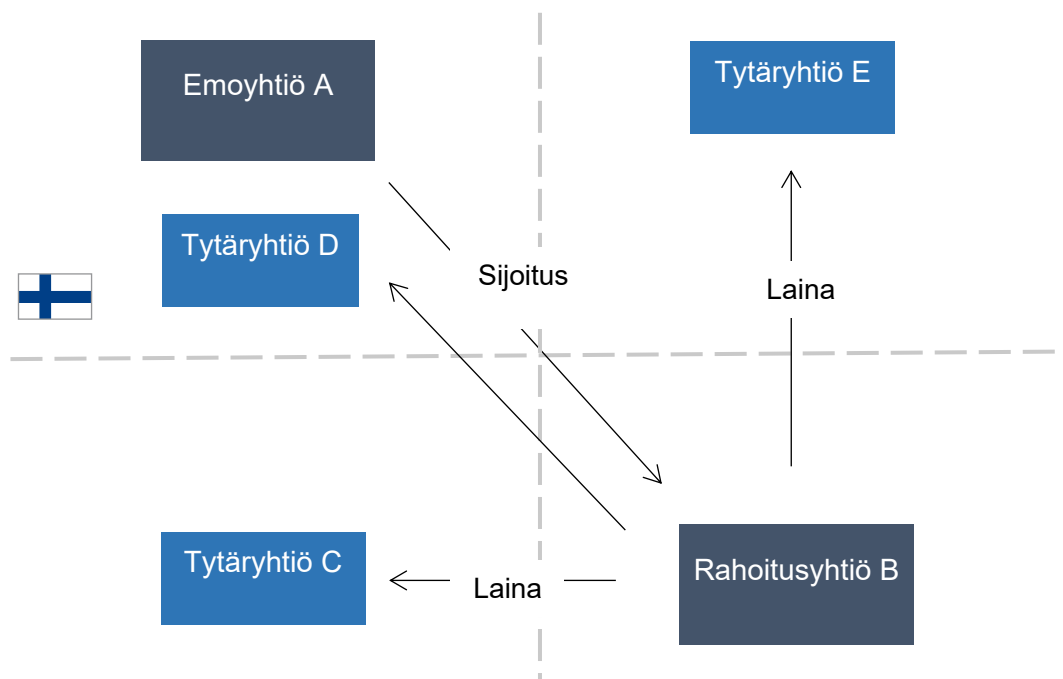 Emoyhtiö A
Tytäryhtiö E
Tytäryhtiö D
Sijoitus
Laina
Tytäryhtiö C
Laina
Rahoitusyhtiö B